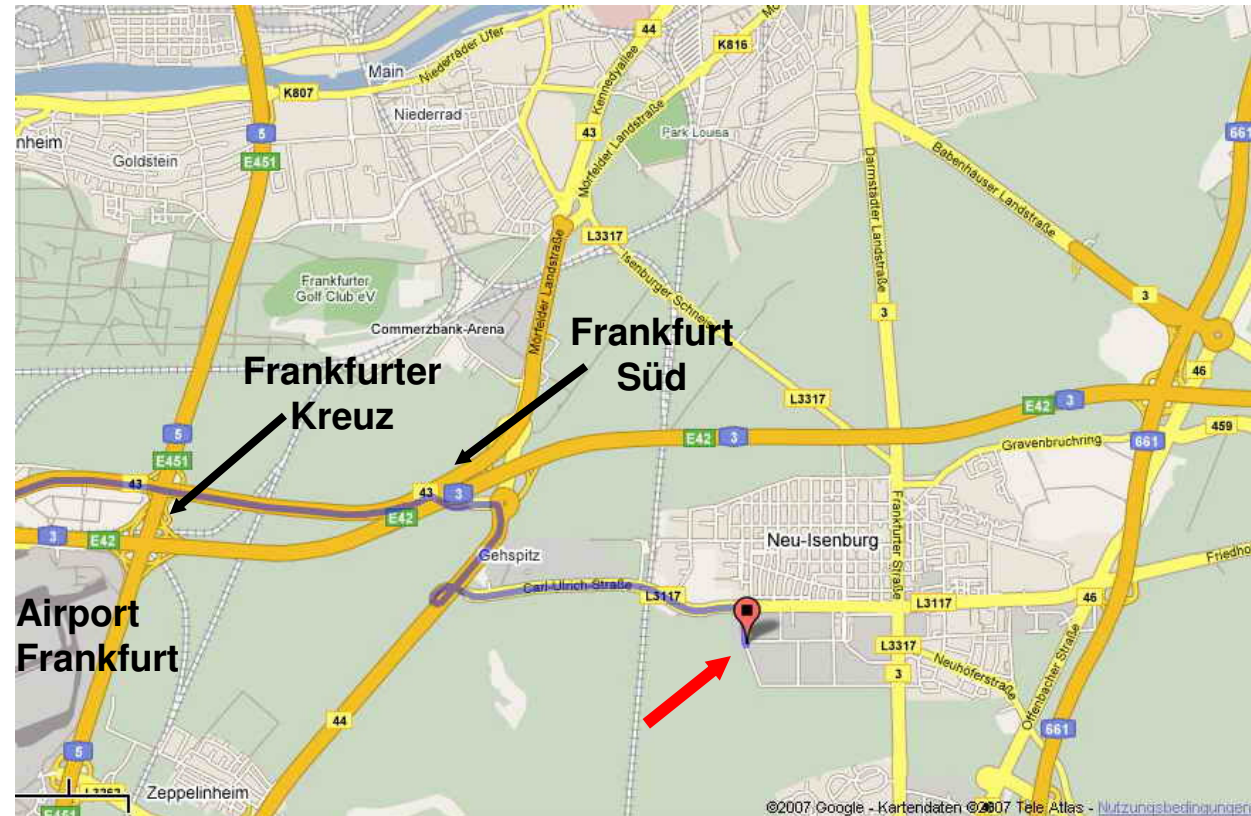 44
K816
Main
Niederräder Ufer
K807
Kennedyallee
Niederrad
5
43
Park Louisa
661
nheim
Goldstein
E451
Mörfelder Landstraße
Darmstädter Landstraße
Babenhäuser Landstraße
L3317
Isenburger Schneis
Frankfurter
Golf Club eV
Mörfelder Landstraße
3
3
Commerzbank-Arena
Frankfurt
Süd
Frankfurter
Kreuz
46
L3317
E42 3
5
E42 3
661
459
Gravenbruchring
E451
43
43 3
E42
3 E42
Frankfurter Straße
Neu-Isenburg
Gehspitz
Friedho
Carl-Ulrich-Straße
L3117
L3117
46
Airport
Frankfurt
L3317
Neuhöferstraße
3
Offenbacher Straße
44
661
5
L3262
Zeppelinheim
E451
©2007 Google - Kartendaten ©2007 Tele Atlas - Nutzungsbedingungen